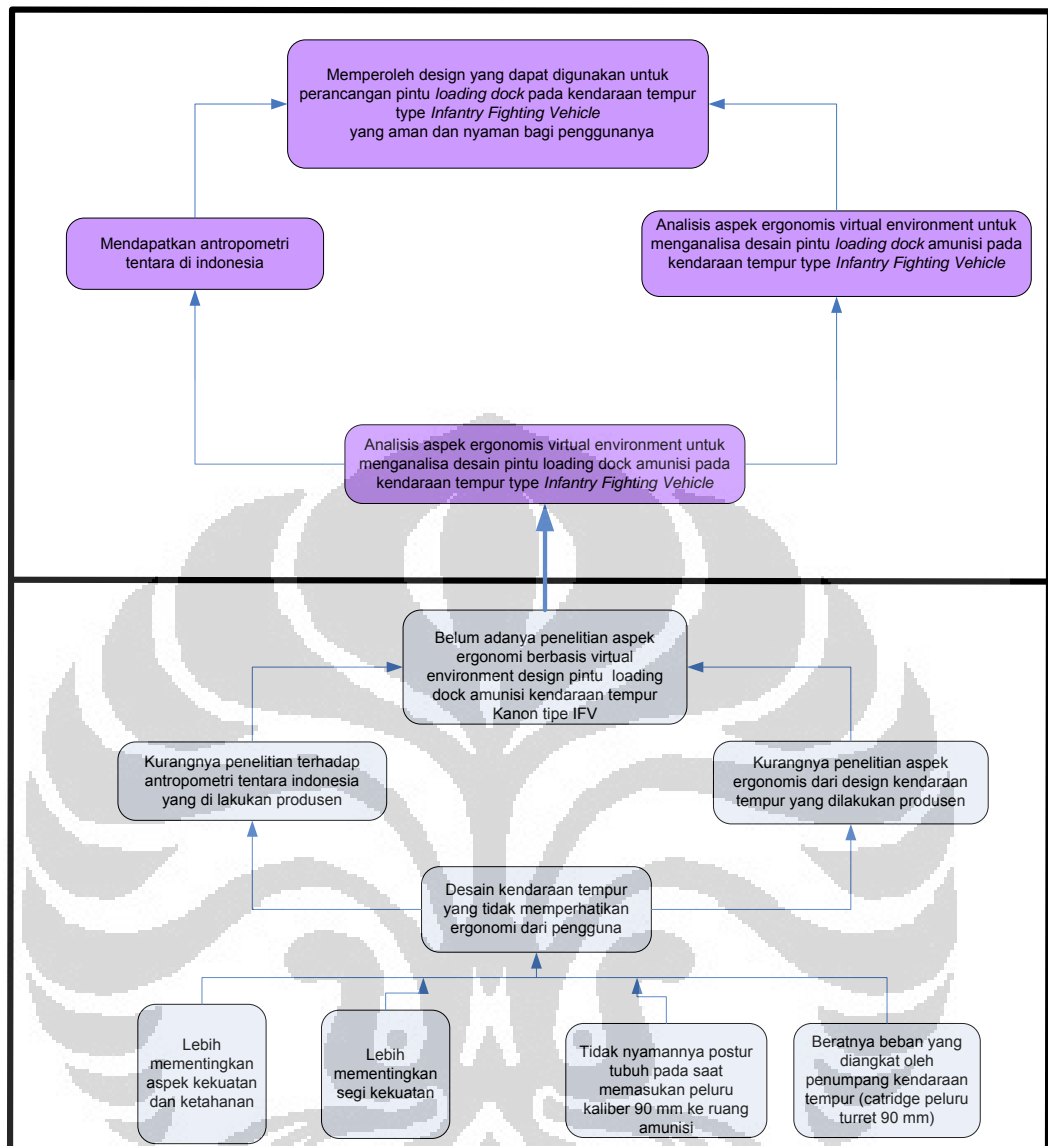 Memperoleh design yang dapat digunakan untuk
perancangan pintu loading dock pada kendaraan tempur
type Infantry Fighting Vehicle
yang aman dan nyaman bagi penggunanya
Mendapatkan antropometri
tentara di indonesia
Analisis aspek ergonomis virtual environment untuk
menganalisa desain pintu loading dock amunisi pada
kendaraan tempur type Infantry Fighting Vehicle
Analisis aspek ergonomis virtual environment untuk
menganalisa desain pintu loading dock amunisi pada
kendaraan tempur type Infantry Fighting Vehicle
Belum adanya penelitian aspek
ergonomi berbasis virtual
environment design pintu loading
dock amunisi kendaraan tempur
Kanon tipe IFV
Kurangnya penelitian terhadap
antropometri tentara indonesia
yang di lakukan produsen
Kurangnya penelitian aspek
ergonomis dari design kendaraan
tempur yang dilakukan produsen
Desain kendaraan tempur
yang tidak memperhatikan
ergonomi dari pengguna
Lebih
mementingkan
aspek kekuatan
dan ketahanan
Lebih
mementingkan
segi kekuatan
Tidak nyamannya postur
tubuh pada saat
memasukan peluru
kaliber 90 mm ke ruang
amunisi
Beratnya beban yang
diangkat oleh
penumpang kendaraan
tempur (catridge peluru
turret 90 mm)